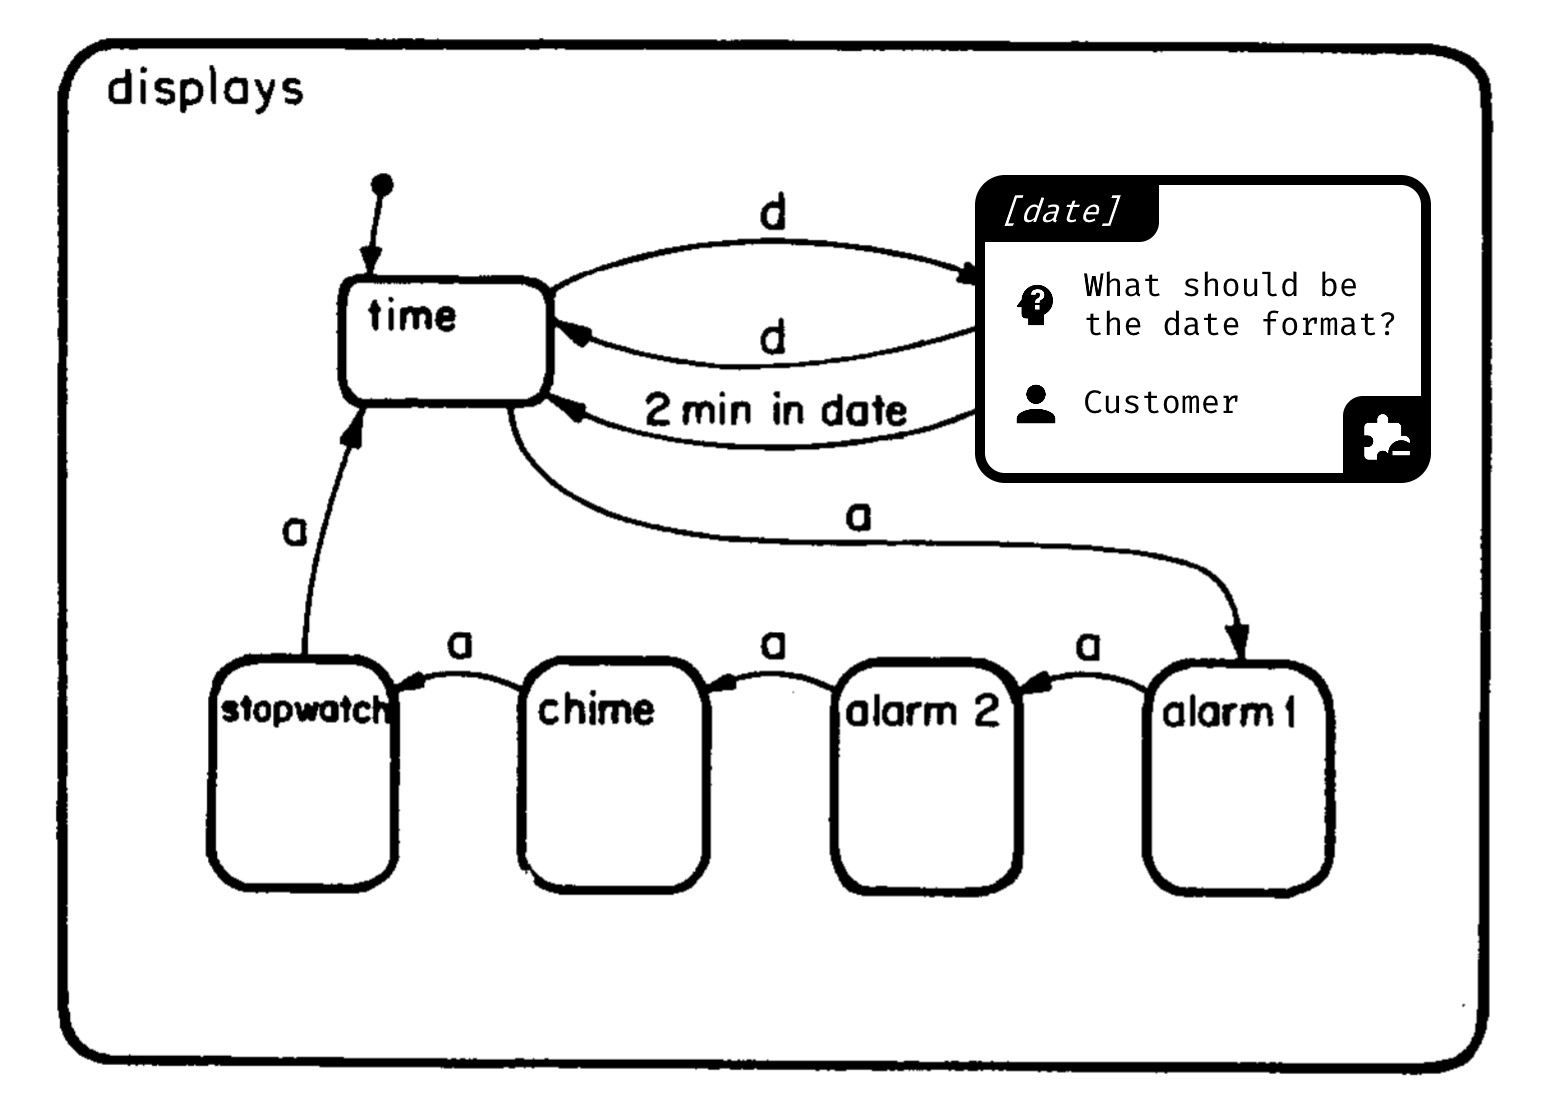 displays
d
[date]
What should be
the date format?
Customer
time
d
2 min in date
a
a
a
a
a
stopwatch
chime
alarm 2
alarm 1